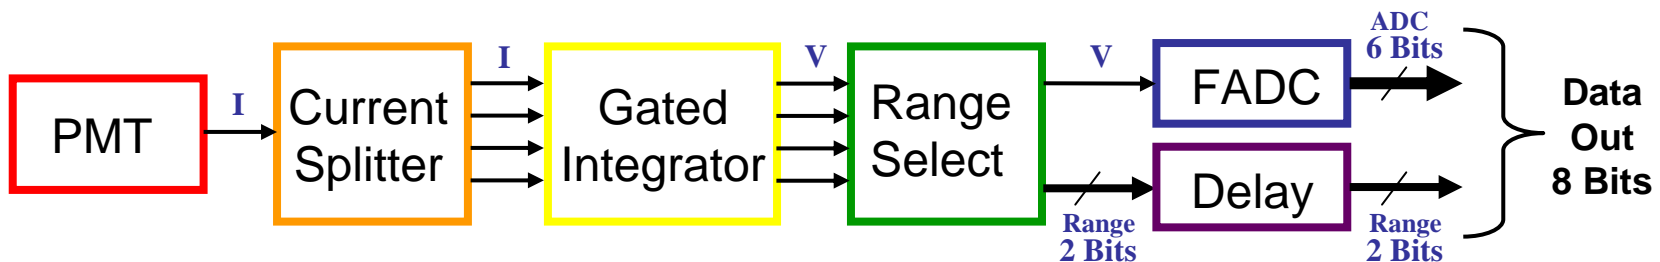 PMT
I
Current
Splitter
I
Gated
Integrator
V
Range
Select
V
Range
2 Bits
FADC
Delay
ADC
6 Bits
Range
2 Bits
Data
Out
8 Bits